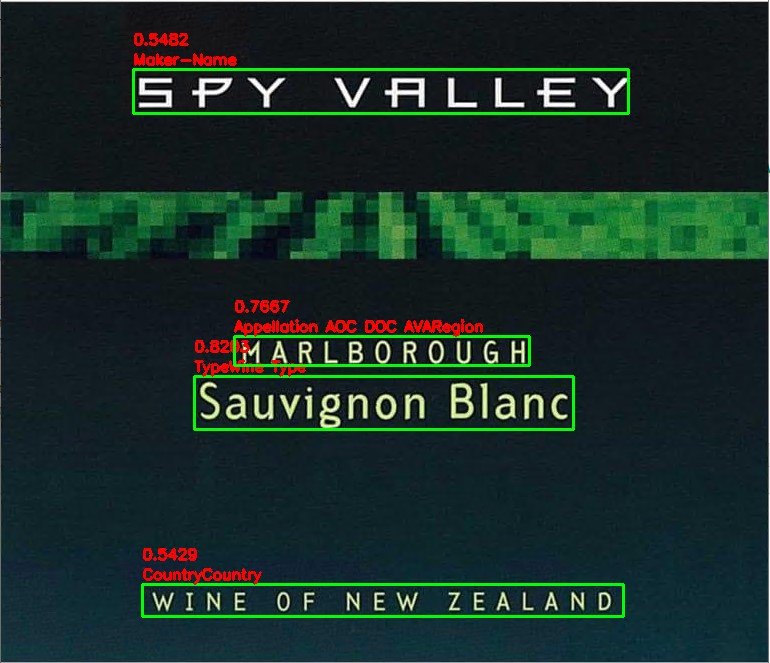 0.5482
Maker-Name
SPY VALLEY
0.7667
Appellation AOC DOC AVARegion
MARLBOROUGH
TypeWine Type
Sauvignon Blanc
0.5429
CountryCountry
WINE OF NEW ZEALAND